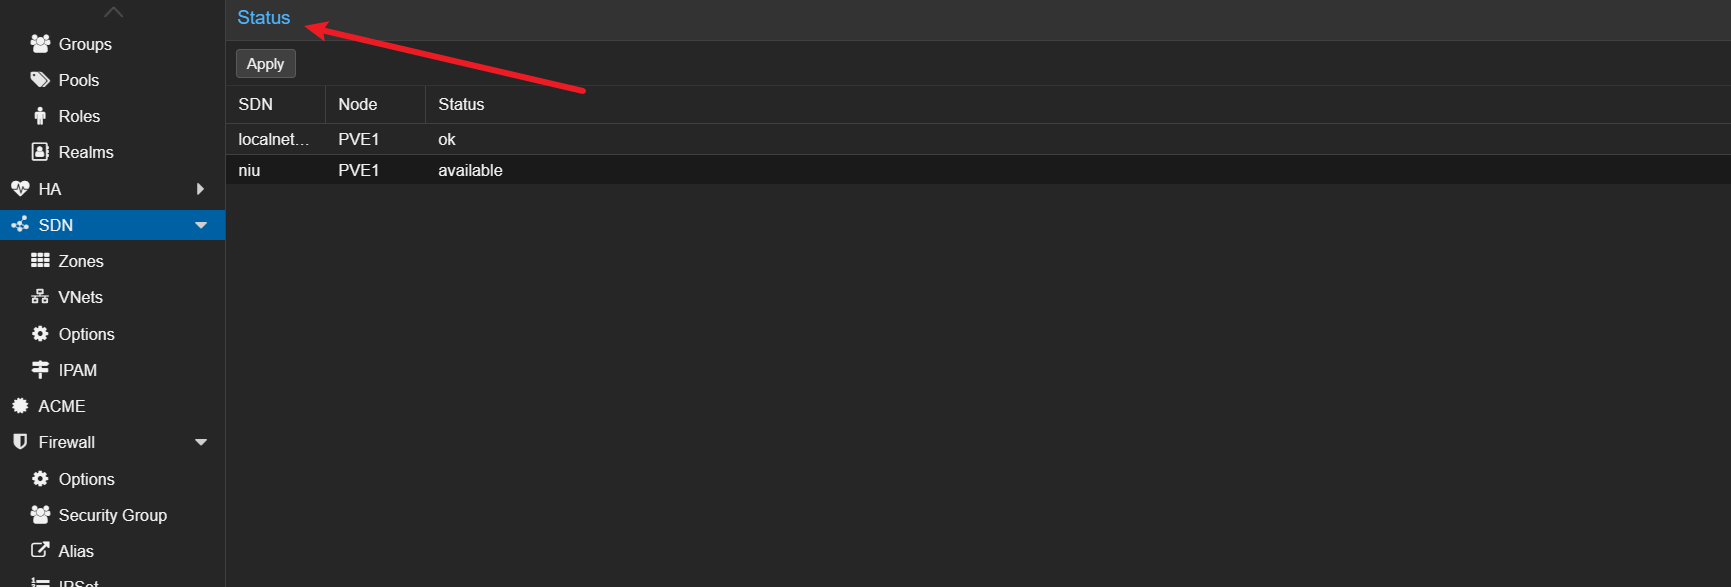 Groups
Pools
Roles
Realms
HA
SDN
Zones
VNets
Options
IPAM
ACME
Firewall
Options
Security Group
Alias
IPSet
Status
Apply
SDN Node Status
localnet... PVE1 ok
niu PVE1 available